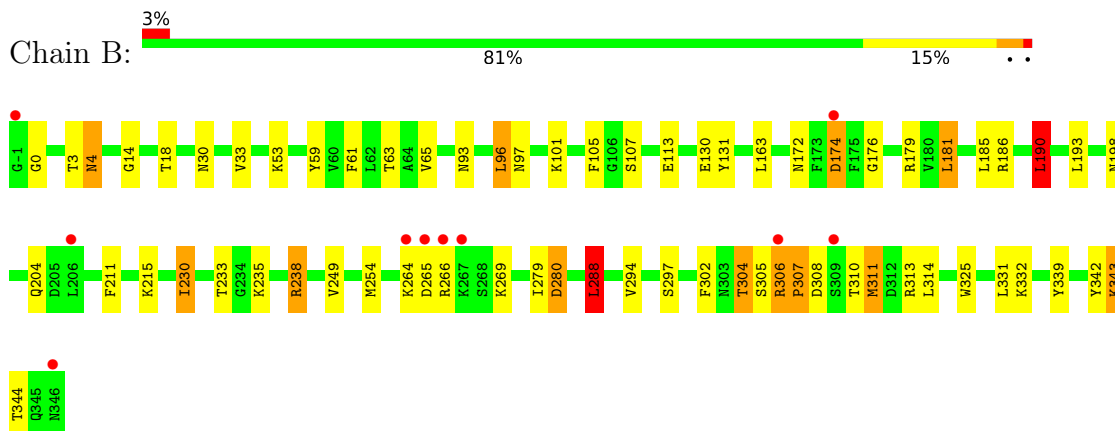 3%
Chain B:
81% 15% • •
G-1 G0 T3 N4 G14 T18 N30 V33 K53 Y59 V60 F61 L62 T63 A64 V65 N93 L96 N97 K101 F105 G106 S107 E113 E130 Y131 L163 N172 F173 D174 F175 G176 R179 V180 L181 L185 R186 L190 L193 N198
Q204 D205 L206 F211 K215 I230 T233 G234 K235 R238 V249 M254 K264 D265 R266 K267 S268 K269 I279 D280 L288 V294 S297 F302 N303 T304 S305 R306 P307 D308 S309 T310 M311 D312 R313 L314 W325 L331 K332 Y339 Y342 K343
T344 Q345 N346